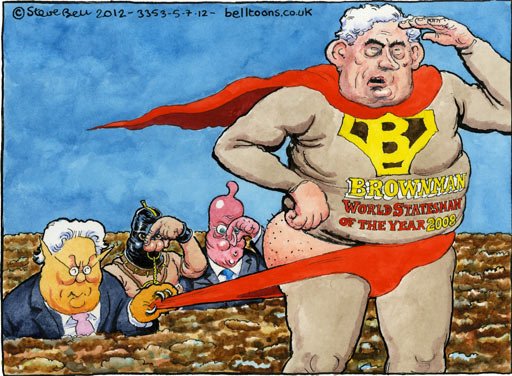 © Steve Bell 2012 - 3353-5-7-12- belltoons.co.uk
B
BROWNMAN
WORLD STATESMAN
OF THE YEAR 2008